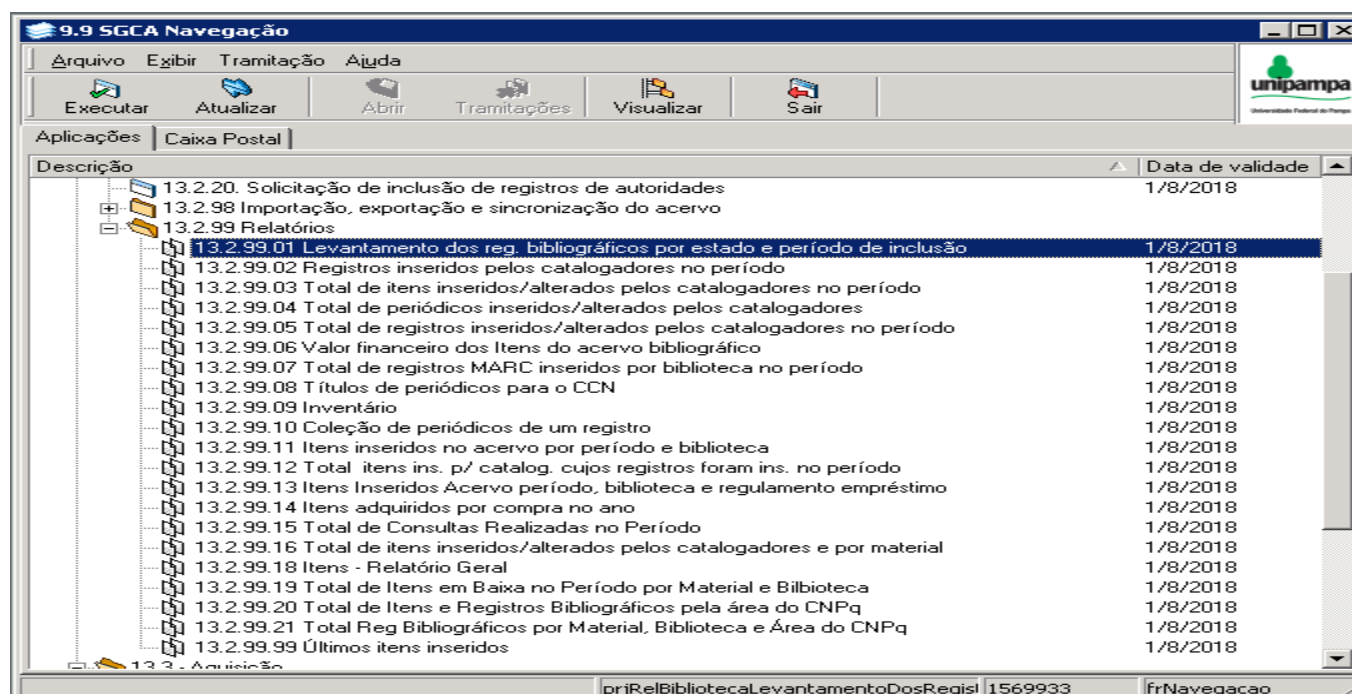 9.9 SGCA Navegação
Arquivo Exibir Tramitação Ajuda
Executar Atualizar Abrir Tramitações Visualizar Sair
unipampa
Universidade Federal do Pampa
Aplicações Caixa Postal
Descrição Data de validade
13.2.20. Solicitação de inclusão de registros de autoridades 1/8/2018
13.2.98 Importação, exportação e sincronização do acervo
13.2.99 Relatórios
13.2.99.01 Levantamento dos reg. bibliográficos por estado e período de inclusão 1/8/2018
13.2.99.02 Registros inseridos pelos catalogadores no período 1/8/2018
13.2.99.03 Total de itens inseridos/alterados pelos catalogadores no período 1/8/2018
13.2.99.04 Total de periódicos inseridos/alterados pelos catalogadores 1/8/2018
13.2.99.05 Total de registros inseridos/alterados pelos catalogadores no período 1/8/2018
13.2.99.06 Valor financeiro dos Itens do acervo bibliográfico 1/8/2018
13.2.99.07 Total de registros MARC inseridos por biblioteca no período 1/8/2018
13.2.99.08 Títulos de periódicos para o CCN 1/8/2018
13.2.99.09 Inventário 1/8/2018
13.2.99.10 Coleção de periódicos de um registro 1/8/2018
13.2.99.11 Itens inseridos no acervo por período e biblioteca 1/8/2018
13.2.99.12 Total itens ins. p/ catalog. cujos registros foram ins. no período 1/8/2018
13.2.99.13 Itens Inseridos Acervo período, biblioteca e regulamento empréstimo 1/8/2018
13.2.99.14 Itens adquiridos por compra no ano 1/8/2018
13.2.99.15 Total de Consultas Realizadas no Período 1/8/2018
13.2.99.16 Total de itens inseridos/alterados pelos catalogadores e por material 1/8/2018
13.2.99.18 Itens - Relatório Geral 1/8/2018
13.2.99.19 Total de Itens em Baixa no Período por Material e Bilbioteca 1/8/2018
13.2.99.20 Total de Itens e Registros Bibliográficos pela área do CNPq 1/8/2018
13.2.99.21 Total Reg Bibliográficos por Material, Biblioteca e Área do CNPq 1/8/2018
13.2.99.99 Últimos itens inseridos 1/8/2018
13.3 - Aquisição
priRelBibliotecaLevantamentoDosRegisl 1569933 frNavegacao